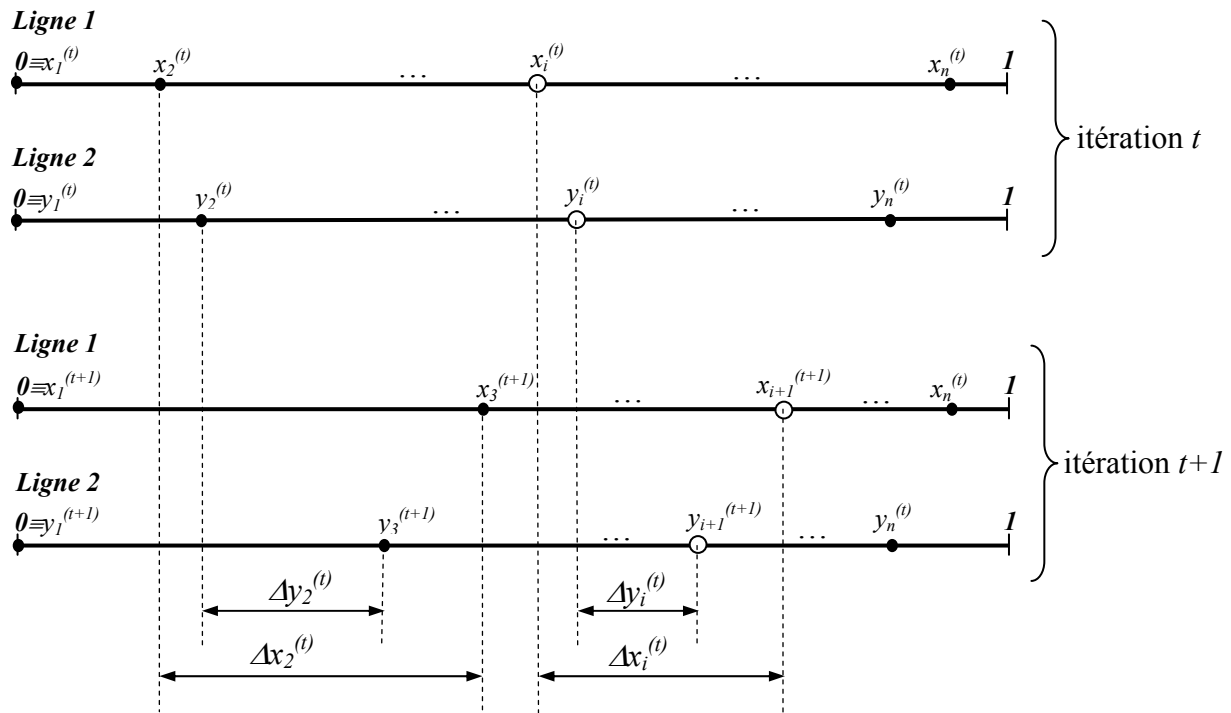 Ligne 1
0≡x₁⁽ᵗ⁾ x₂⁽ᵗ⁾ ... xᵢ⁽ᵗ⁾ ... xₙ⁽ᵗ⁾ 1
itération t
Ligne 2
0≡y₁⁽ᵗ⁾ y₂⁽ᵗ⁾ ... yᵢ⁽ᵗ⁾ ... yₙ⁽ᵗ⁾ 1
Ligne 1
0≡x₁⁽ᵗ⁺¹⁾ x₃⁽ᵗ⁺¹⁾ ... xᵢ₊₁⁽ᵗ⁺¹⁾ ... xₙ⁽ᵗ⁾ 1
itération t+1
Ligne 2
0≡y₁⁽ᵗ⁺¹⁾ y₃⁽ᵗ⁺¹⁾ ... yᵢ₊₁⁽ᵗ⁺¹⁾ ... yₙ⁽ᵗ⁾ 1
Δy₂⁽ᵗ⁾ Δyᵢ⁽ᵗ⁾
Δx₂⁽ᵗ⁾ Δxᵢ⁽ᵗ⁾